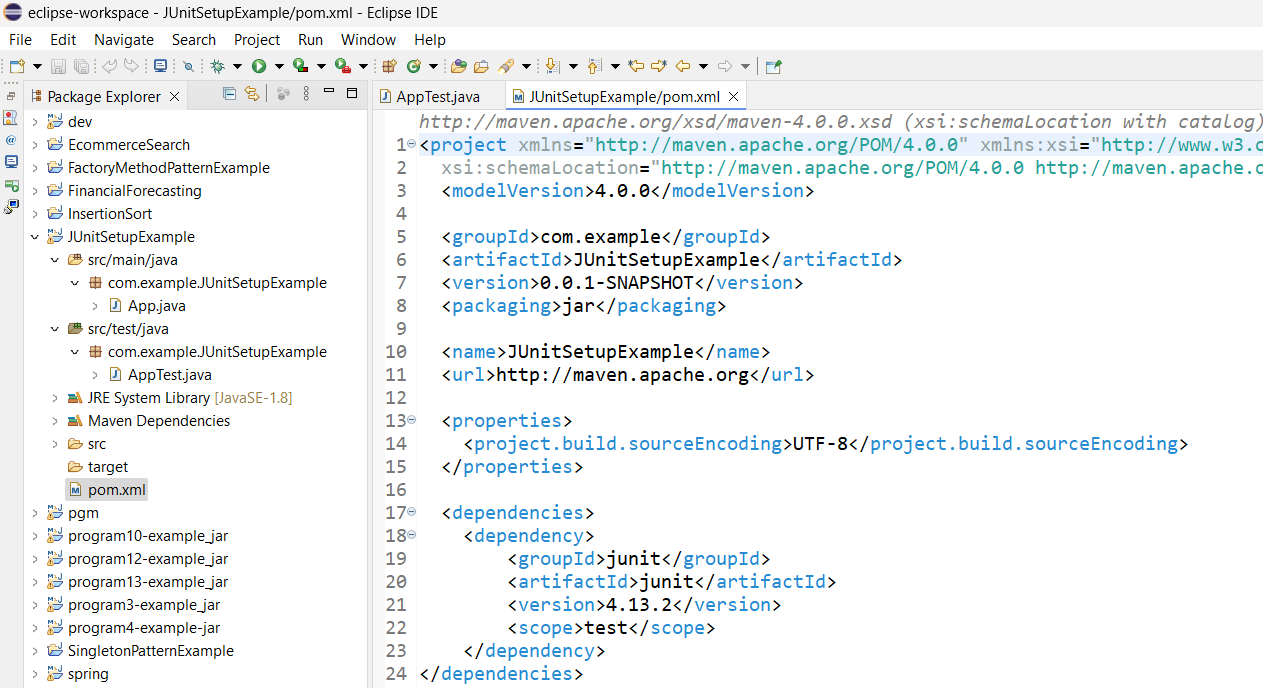 eclipse-workspace - JUnitSetupExample/pom.xml - Eclipse IDE
File Edit Navigate Search Project Run Window Help
Package Explorer
dev
EcommerceSearch
FactoryMethodPatternExample
FinancialForecasting
InsertionSort
JUnitSetupExample
src/main/java
com.example.JUnitSetupExample
App.java
src/test/java
com.example.JUnitSetupExample
AppTest.java
JRE System Library [JavaSE-1.8]
Maven Dependencies
src
target
pom.xml
pgm
program10-example_jar
program12-example_jar
program13-example_jar
program3-example_jar
program4-example-jar
SingletonPatternExample
spring
AppTest.java JUnitSetupExample/pom.xml
http://maven.apache.org/xsd/maven-4.0.0.xsd (xsi:schemaLocation with catalog)
1 <project xmlns="http://maven.apache.org/POM/4.0.0" xmlns:xsi="http://www.w3.o
2 xsi:schemaLocation="http://maven.apache.org/POM/4.0.0 http://maven.apache.o
3 <modelVersion>4.0.0</modelVersion>
4
5 <groupId>com.example</groupId>
6 <artifactId>JUnitSetupExample</artifactId>
7 <version>0.0.1-SNAPSHOT</version>
8 <packaging>jar</packaging>
9
10 <name>JUnitSetupExample</name>
11 <url>http://maven.apache.org</url>
12
13 <properties>
14 <project.build.sourceEncoding>UTF-8</project.build.sourceEncoding>
15 </properties>
16
17 <dependencies>
18 <dependency>
19 <groupId>junit</groupId>
20 <artifactId>junit</artifactId>
21 <version>4.13.2</version>
22 <scope>test</scope>
23 </dependency>
24 </dependencies>